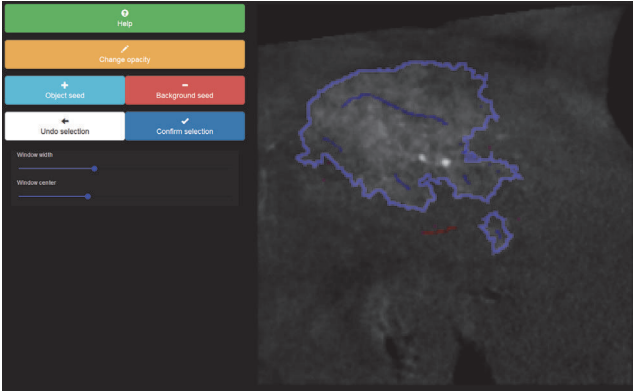 Help
Change opacity
Object seed
Background seed
Undo selection
Confirm selection
Window width
Window center